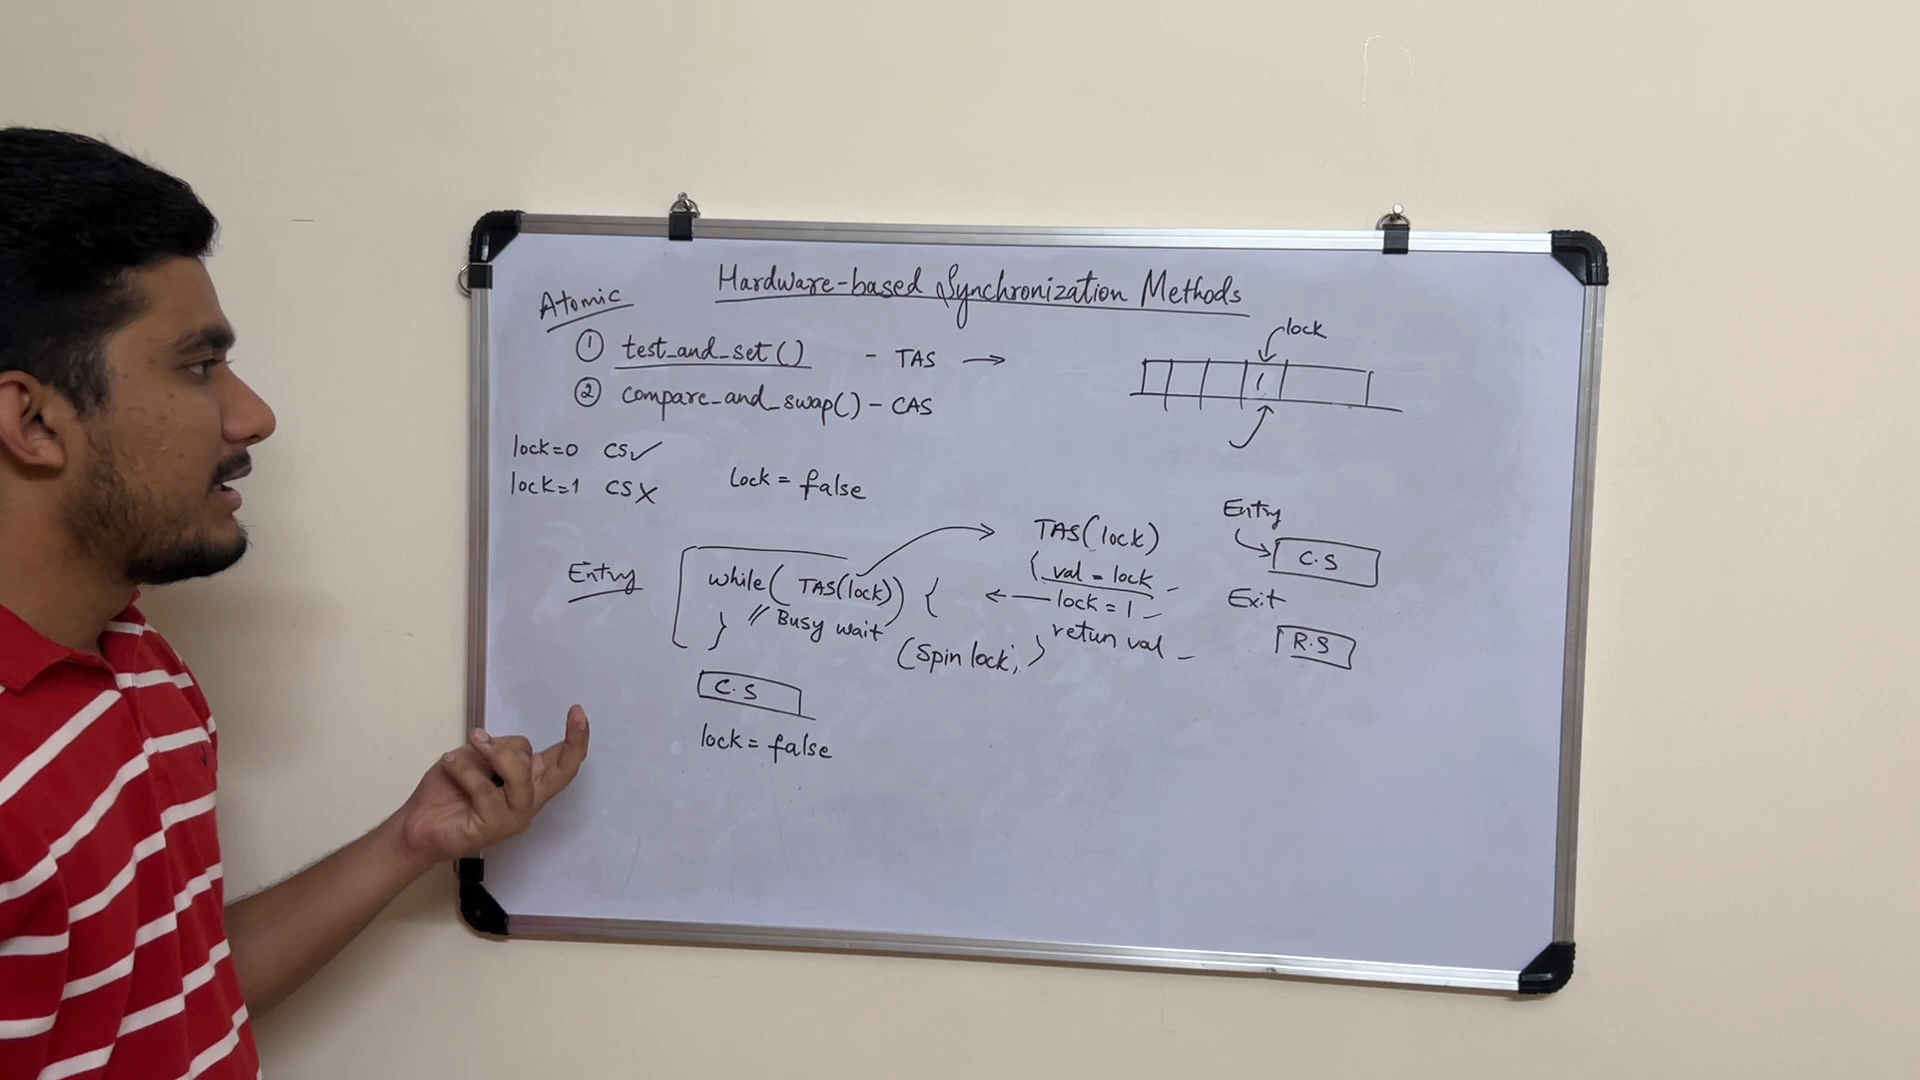 Hardware-based Synchronization Methods
Atomic
① test_and_set() - TAS →
② compare_and_swap() - CAS
lock
1
lock=0 CS✓
lock=1 CS X
lock = false
Entry
while( TAS(lock)) {
// Busy wait
}
(Spin lock)
C.S
lock = false
TAS(lock)
{ val = lock
lock = 1
retun val
}
Entry
C.S
Exit
R.S